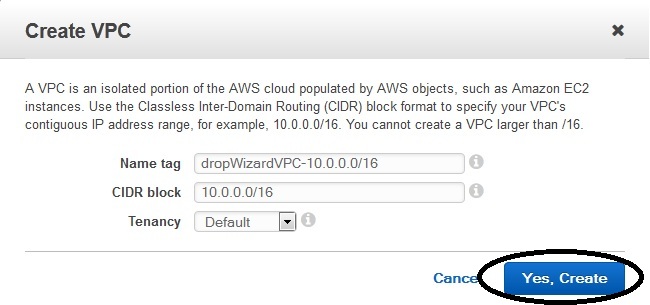 Create VPC
A VPC is an isolated portion of the AWS cloud populated by AWS objects, such as Amazon EC2
instances. Use the Classless Inter-Domain Routing (CIDR) block format to specify your VPC's
contiguous IP address range, for example, 10.0.0.0/16. You cannot create a VPC larger than /16.
Name tag dropWizardVPC-10.0.0.0/16
CIDR block 10.0.0.0/16
Tenancy Default
Cancel Yes, Create